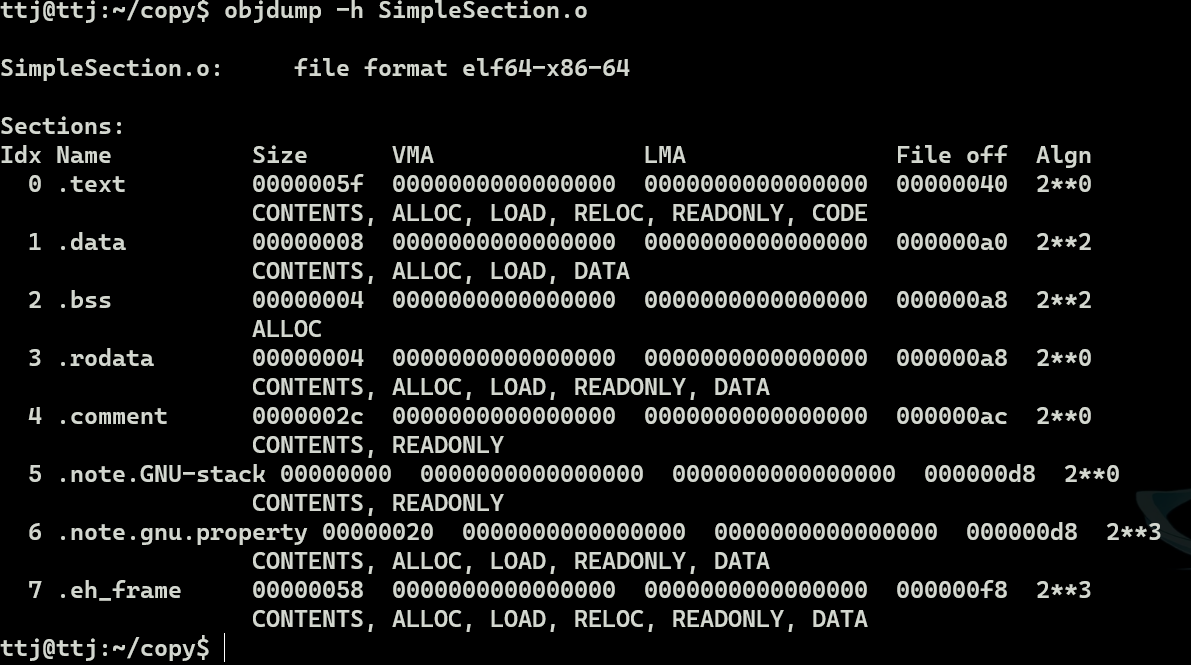 ttj@ttj:~/copy$ objdump -h SimpleSection.o
SimpleSection.o:     file format elf64-x86-64
Sections:
Idx Name          Size      VMA               LMA               File off  Algn
  0 .text         0000005f  0000000000000000  0000000000000000  00000040  2**0
                  CONTENTS, ALLOC, LOAD, RELOC, READONLY, CODE
  1 .data         00000008  0000000000000000  0000000000000000  000000a0  2**2
                  CONTENTS, ALLOC, LOAD, DATA
  2 .bss          00000004  0000000000000000  0000000000000000  000000a8  2**2
                  ALLOC
  3 .rodata       00000004  0000000000000000  0000000000000000  000000a8  2**0
                  CONTENTS, ALLOC, LOAD, READONLY, DATA
  4 .comment      0000002c  0000000000000000  0000000000000000  000000ac  2**0
                  CONTENTS, READONLY
  5 .note.GNU-stack 00000000  0000000000000000  0000000000000000  000000d8  2**0
                  CONTENTS, READONLY
  6 .note.gnu.property 00000020  0000000000000000  0000000000000000  000000d8  2**3
                  CONTENTS, ALLOC, LOAD, READONLY, DATA
  7 .eh_frame     00000058  0000000000000000  0000000000000000  000000f8  2**3
                  CONTENTS, ALLOC, LOAD, RELOC, READONLY, DATA
ttj@ttj:~/copy$